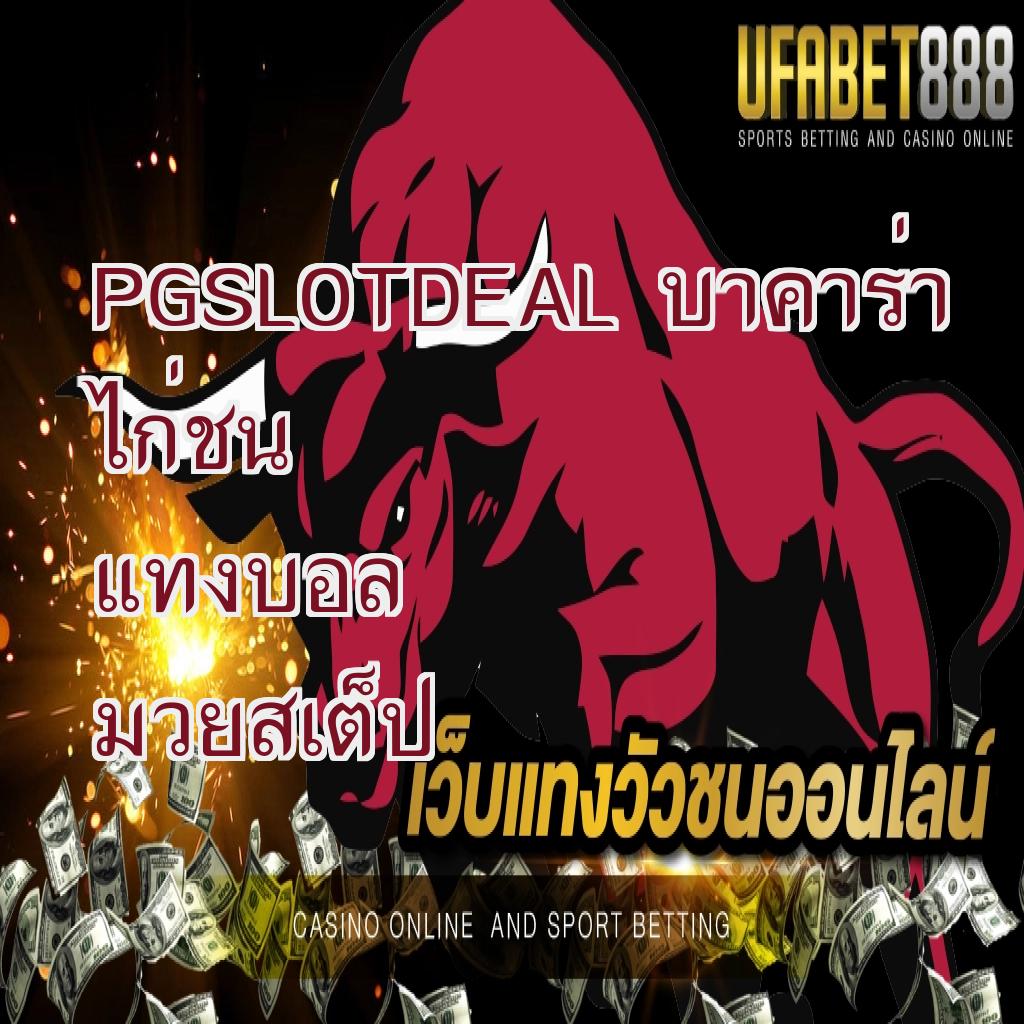 UFABET888
SPORTS BETTING AND CASINO ONLINE
PGSLOTDEAL บาคาร่า
ไก่ชน
แทงบอล
มวยสเต็ป
เว็บแทงวัวชนออนไลน์
CASINO ONLINE AND SPORT BETTING